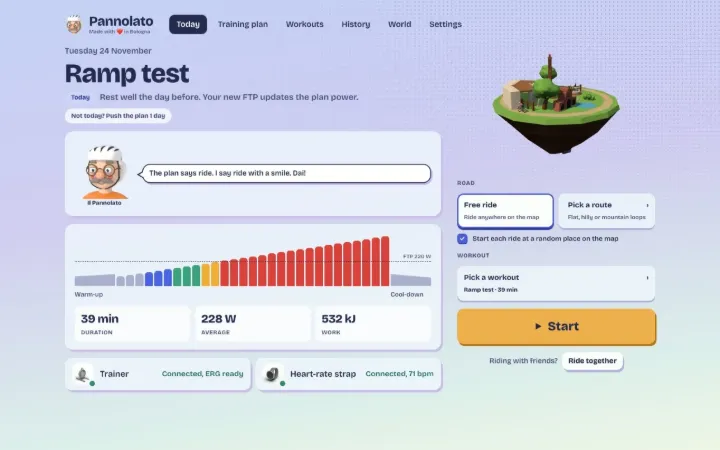 Pannolato
Made with ❤️ in Bologna
Today
Training plan
Workouts
History
World
Settings
Tuesday 24 November
Ramp test
Today
Rest well the day before. Your new FTP updates the plan power.
Not today? Push the plan 1 day
The plan says ride. I say ride with a smile. Dai!
Il Pannolato
FTP 220 W
Warm-up
Cool-down
39 min
DURATION
228 W
AVERAGE
532 kJ
WORK
Trainer
Connected, ERG ready
Heart-rate strap
Connected, 71 bpm
ROAD
Free ride
Ride anywhere on the map
Pick a route
Flat, hilly or mountain loops
Start each ride at a random place on the map
WORKOUT
Pick a workout
Ramp test · 39 min
Start
Riding with friends?
Ride together